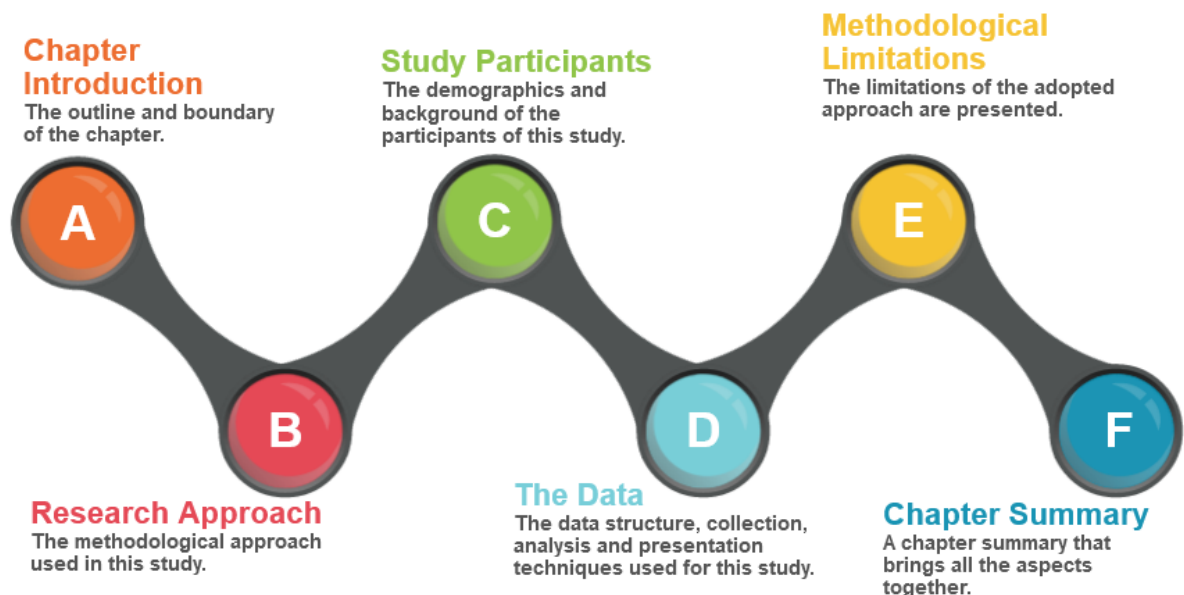 Chapter
Introduction
The outline and boundary
of the chapter.
A
Research Approach
The methodological approach
used in this study.
B
Study Participants
The demographics and
background of the
participants of this study.
C
The Data
The data structure, collection,
analysis and presentation
techniques used for this study.
D
Methodological
Limitations
The limitations of the adopted
approach are presented.
E
Chapter Summary
A chapter summary that
brings all the aspects
together.
F